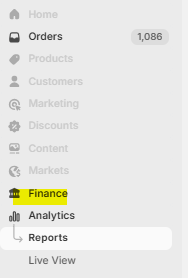 Home
Orders 1,086
Products
Customers
Marketing
Discounts
Content
Markets
Finance
Analytics
Reports
Live View